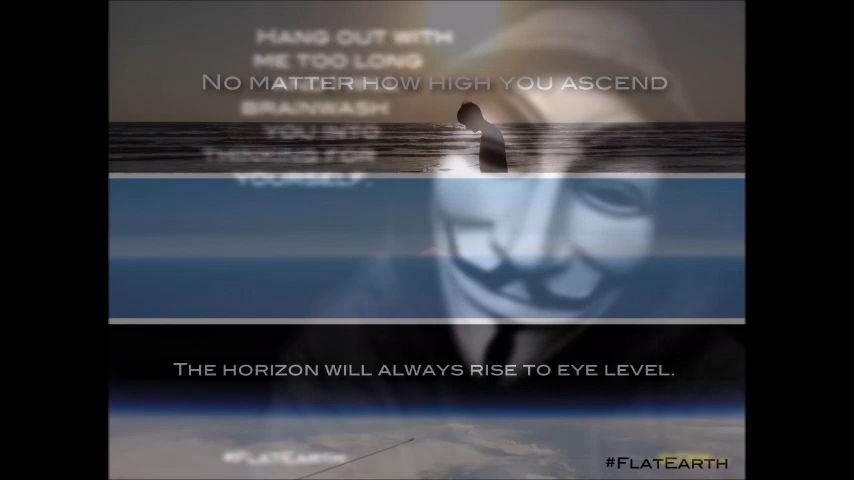 HANG OUT WITH
ME TOO LONG
NO MATTER HOW HIGH YOU ASCEND
BRAINWASH
YOU INTO
THINKING FOR
YOURSELF.
THE HORIZON WILL ALWAYS RISE TO EYE LEVEL.
#FLATEARTH
#FLATEARTH